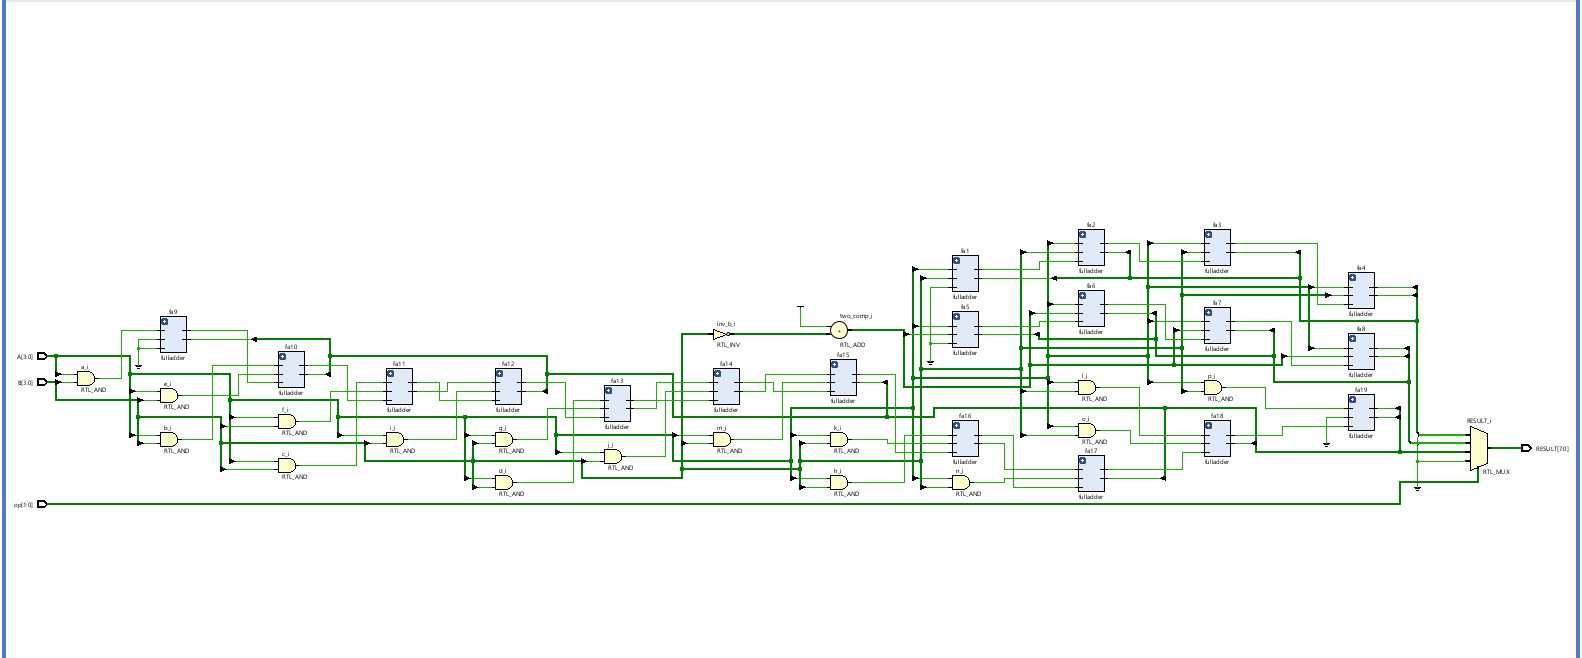 fa2
fa3
fa1
fa4
fulladder
fulladder
fa6
fulladder
fa7
fulladder
fa5
two_comp_i
fa9
inv_b_i
+
fa8
RTL_INV
RTL_ADD
fulladder
fulladder
fulladder
fa10
fa15
A[3:0]
fulladder
fulladder
fa11
fa12
fa14
a_i
fa13
l_i
p_i
B[3:0]
e_i
fulladder
fulladder
RTL_AND
fa19
RTL_AND
fulladder
fulladder
fulladder
RTL_AND
RTL_AND
RTL_AND
f_i
fulladder
fa16
o_i
fa18
b_i
i_i
g_i
m_i
k_i
RESULT_i
RTL_AND
RTL_AND
fulladder
RTL_AND
j_i
RTL_AND
RTL_AND
RTL_AND
RTL_AND
RTL_AND
RESULT[7:0]
c_i
fa17
fulladder
fulladder
RTL_AND
RTL_AND
d_i
h_i
n_i
RTL_MUX
RTL_AND
RTL_AND
RTL_AND
fulladder
op[1:0]